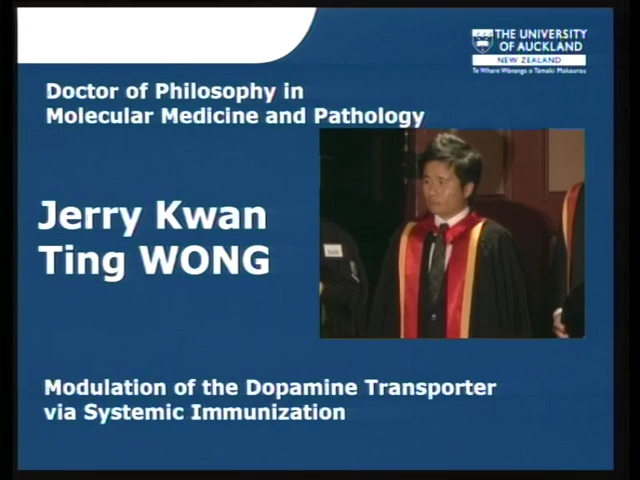 THE UNIVERSITY
OF AUCKLAND
NEW ZEALAND
Te Whare Wānanga o Tāmaki Makaurau
Doctor of Philosophy in
Molecular Medicine and Pathology
Jerry Kwan
Ting WONG
Modulation of the Dopamine Transporter
via Systemic Immunization